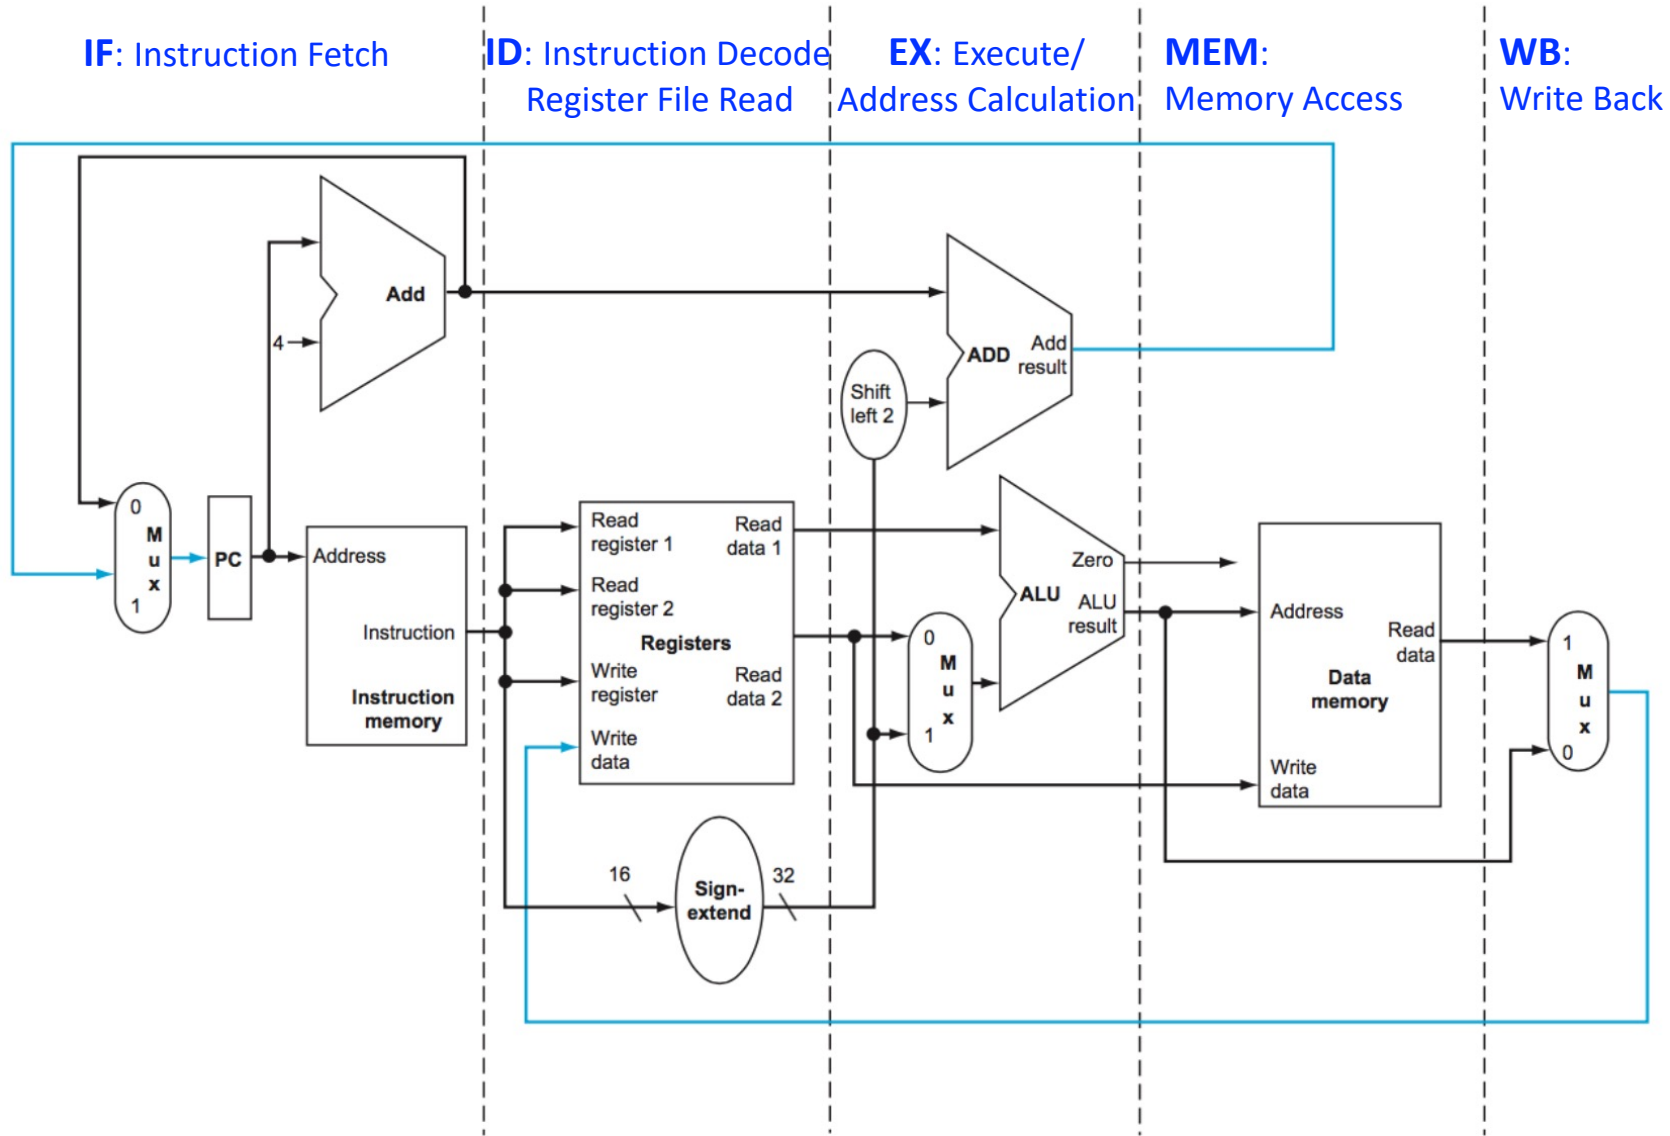 IF: Instruction Fetch
ID: Instruction Decode
Register File Read
EX: Execute/
Address Calculation
MEM:
Memory Access
WB:
Write Back
Add
4
ADD
Add
result
Shift
left 2
0
M
u
x
1
PC
Address
Instruction
Instruction
memory
Read
register 1
Read
data 1
Read
register 2
Registers
Write
register
Read
data 2
Write
data
16
Sign-
extend
32
0
M
u
x
1
Zero
ALU
ALU
result
Address
Read
data
Data
memory
Write
data
1
M
u
x
0